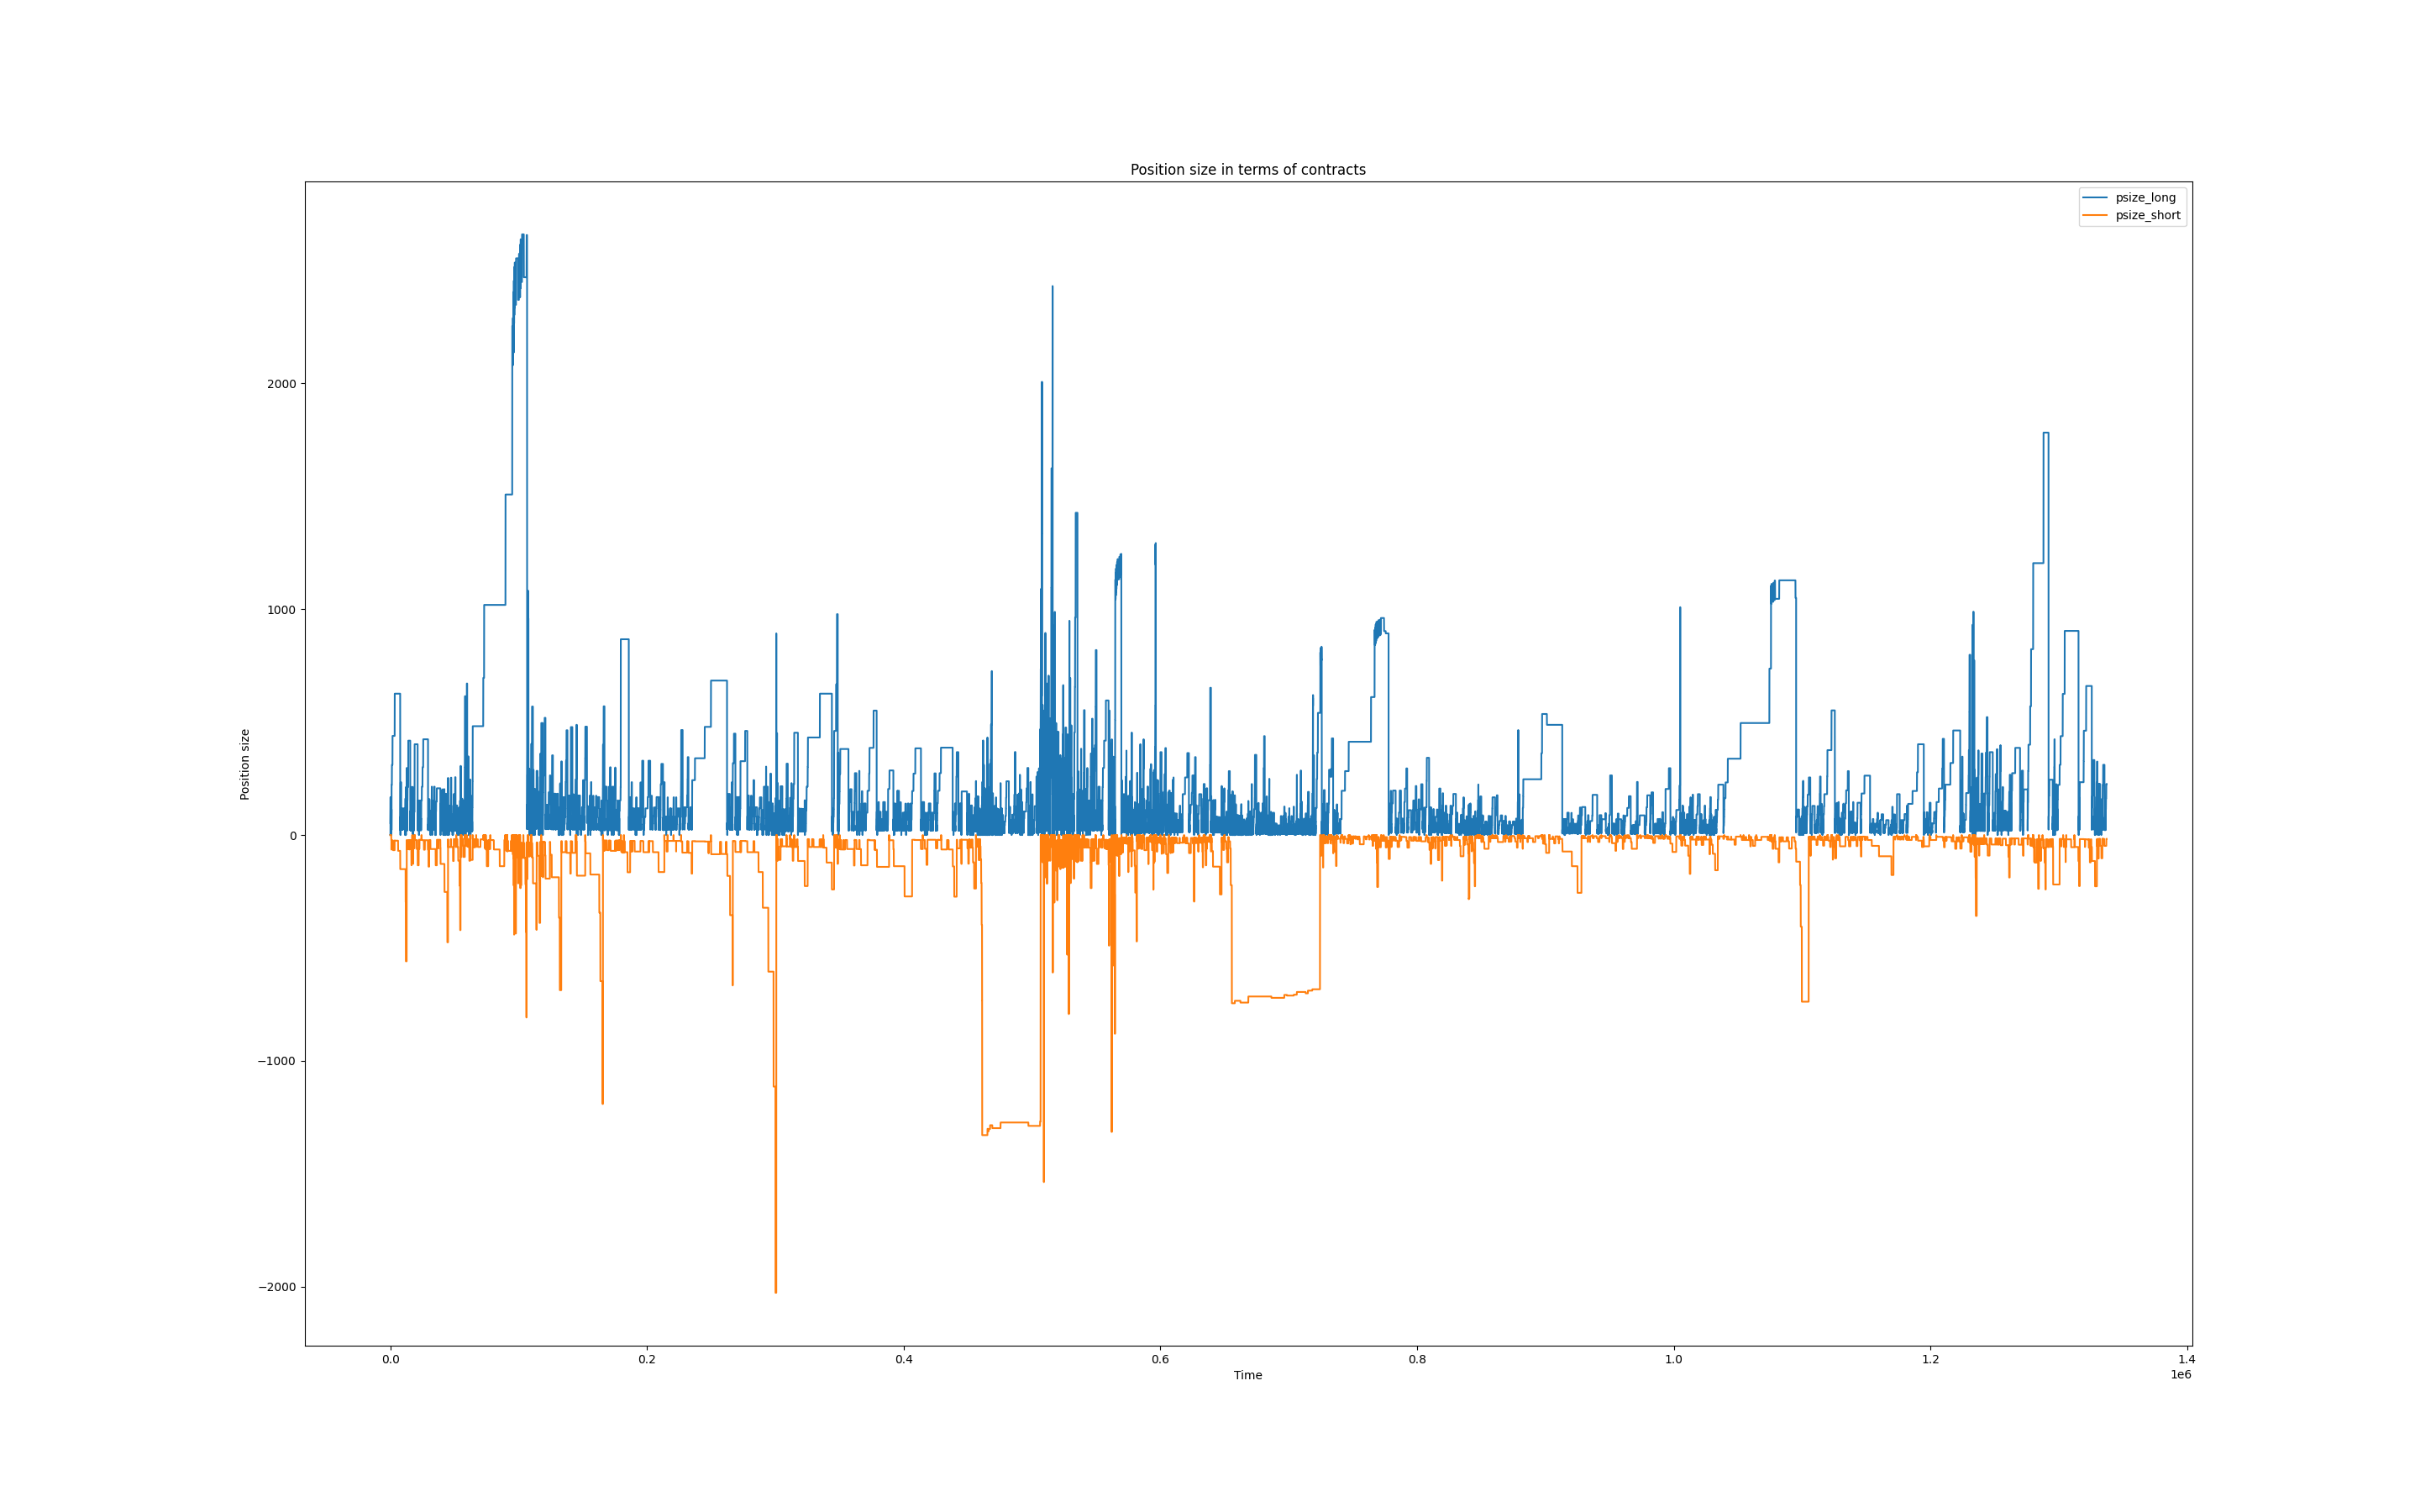 Position size in terms of contracts
psize_long
psize_short
2000
1000
0
−1000
−2000
Position size
0.0
0.2
0.4
0.6
0.8
1.0
1.2
1.4
Time
1e6